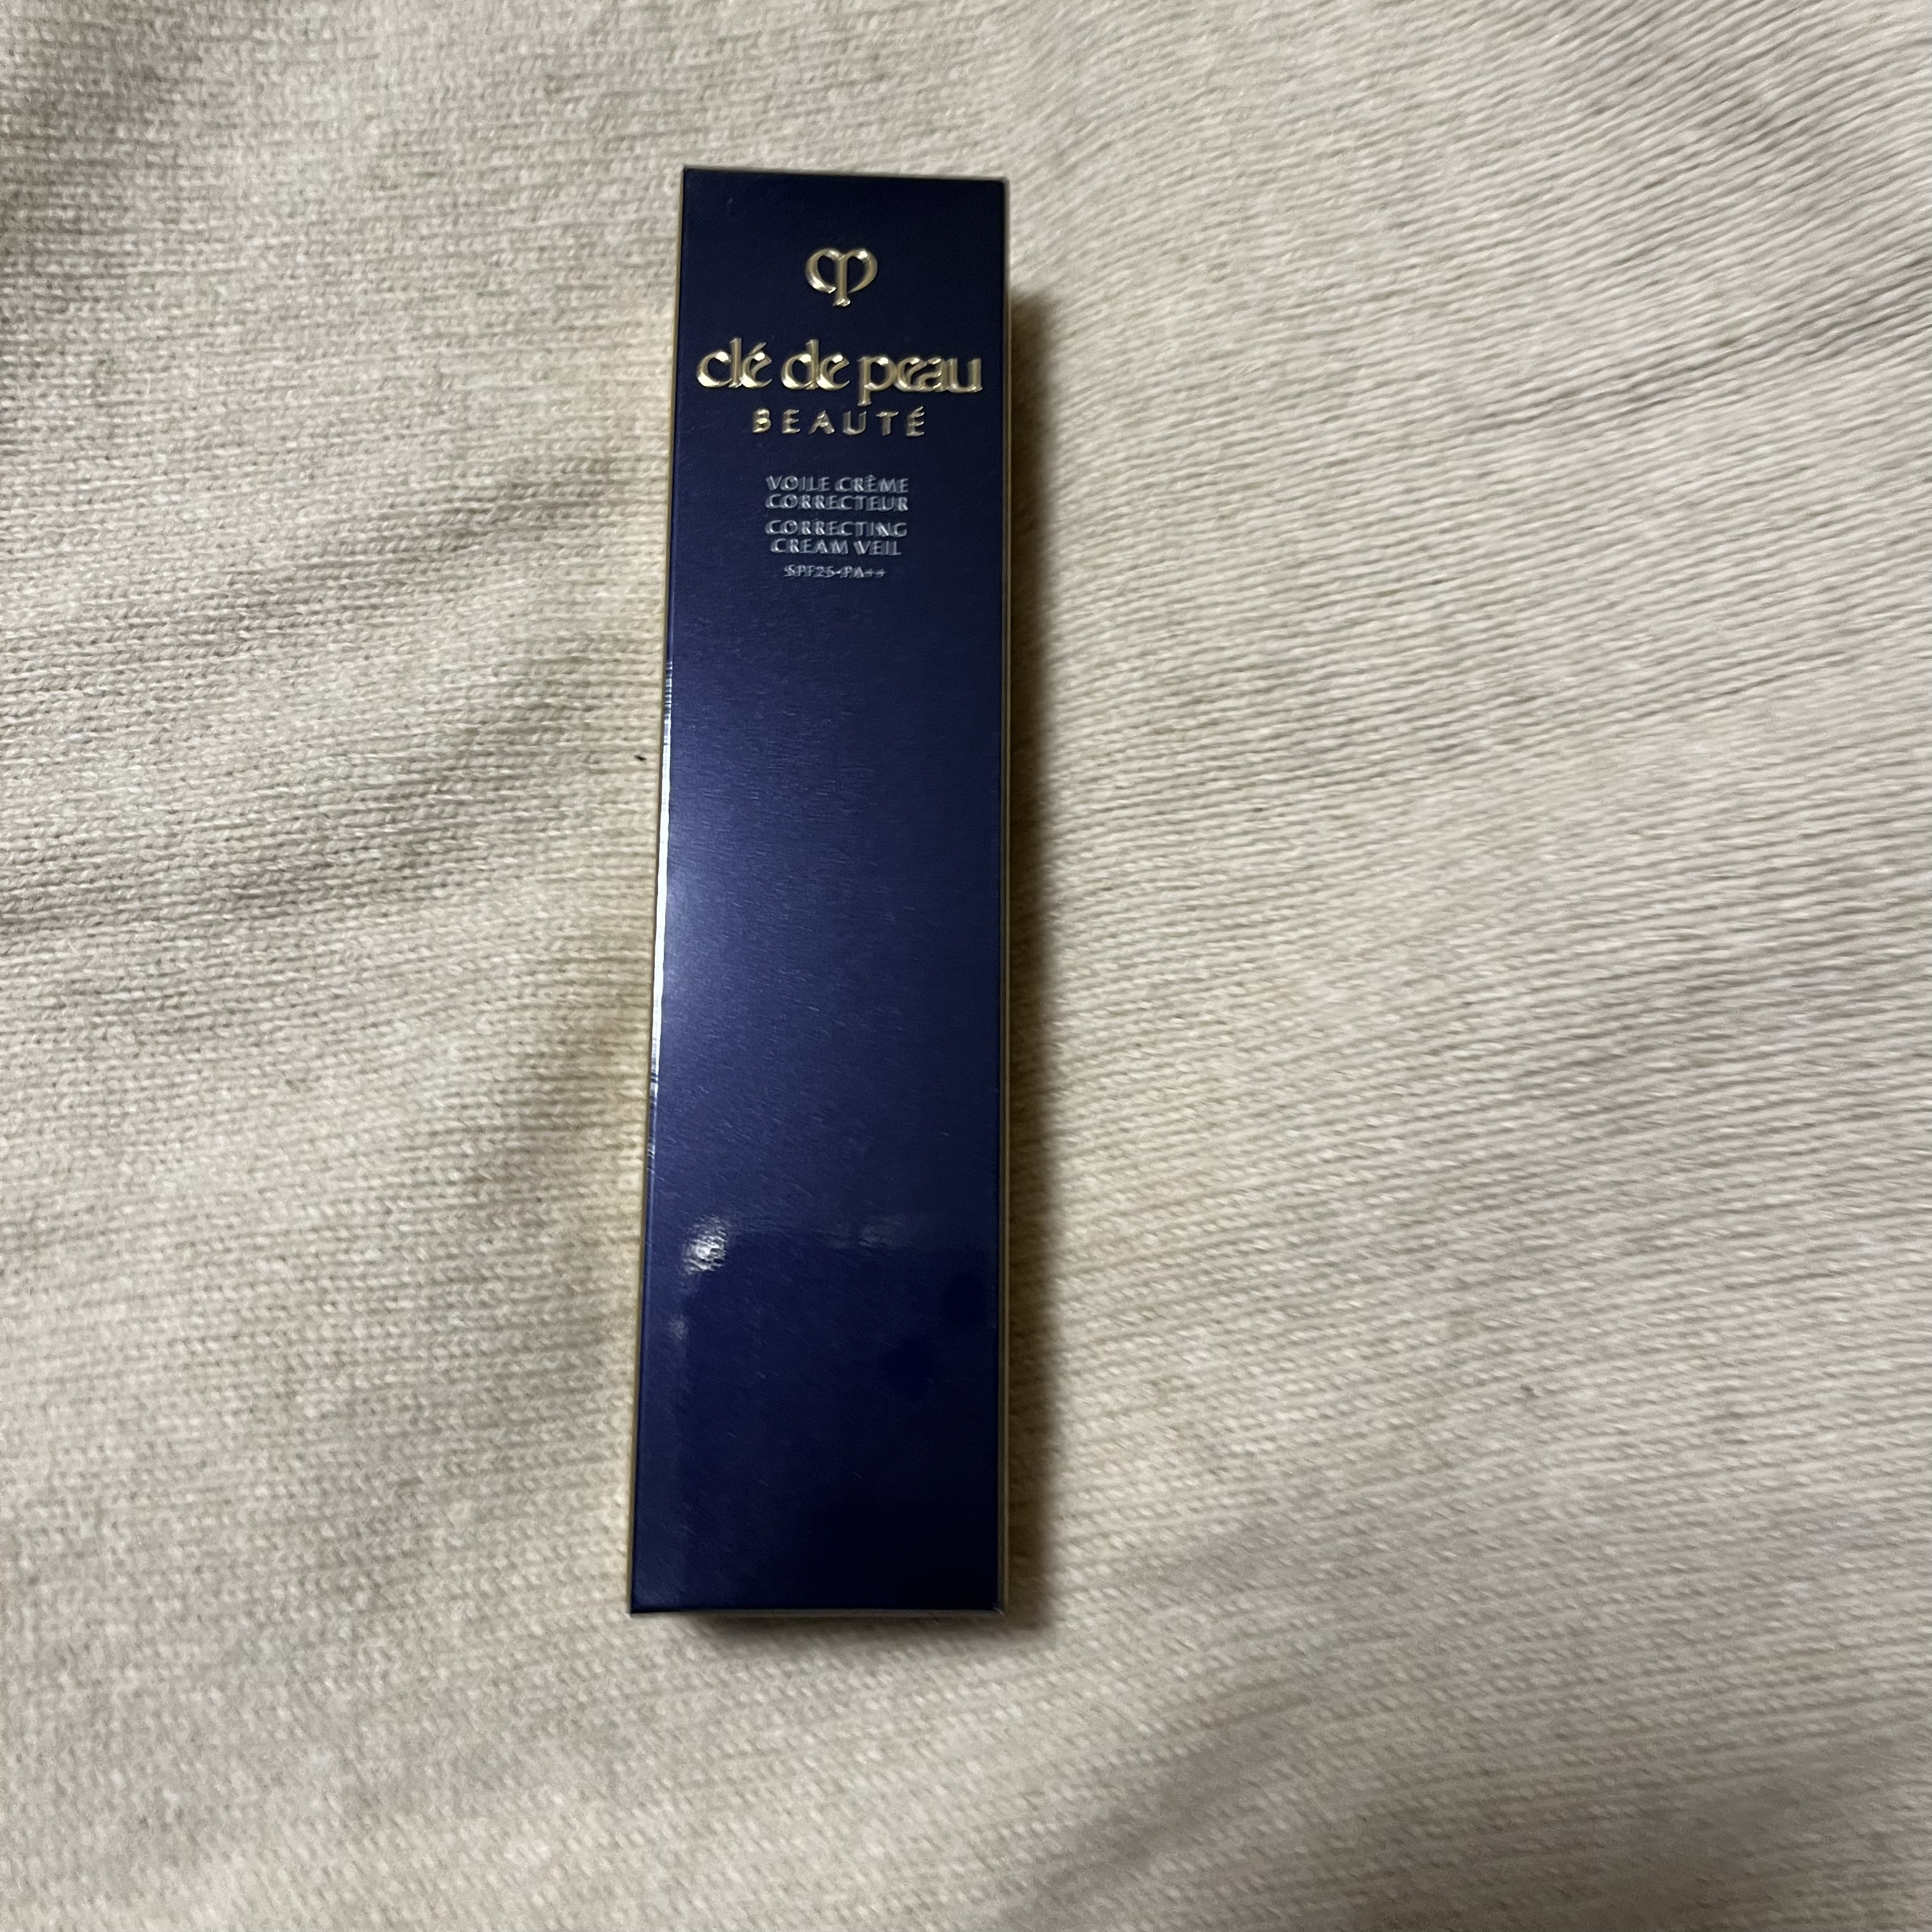 clé de peau
BEAUTÉ
VOILE CRÈME
CORRECTEUR
CORRECTING
CREAM VEIL
SPF25·PA++